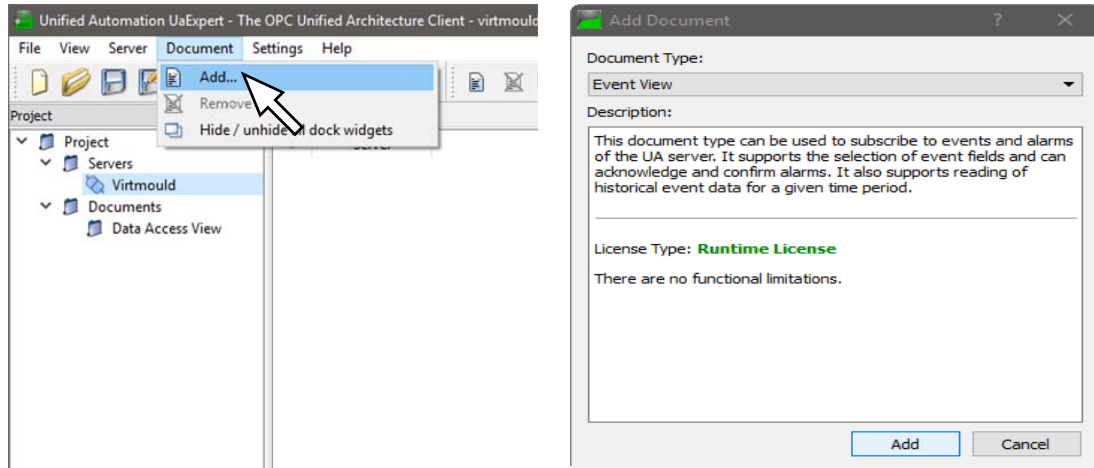 Unified Automation UaExpert - The OPC Unified Architecture Client - virtmould
File View Server Document Settings Help
Add...
Remove
Hide / unhide all dock widgets
Project
Project
Servers
Virtmould
Documents
Data Access View
Server
Add Document
Document Type:
Event View
Description:
This document type can be used to subscribe to events and alarms
of the UA server. It supports the selection of event fields and can
acknowledge and confirm alarms. It also supports reading of
historical event data for a given time period.
License Type: Runtime License
There are no functional limitations.
Add Cancel